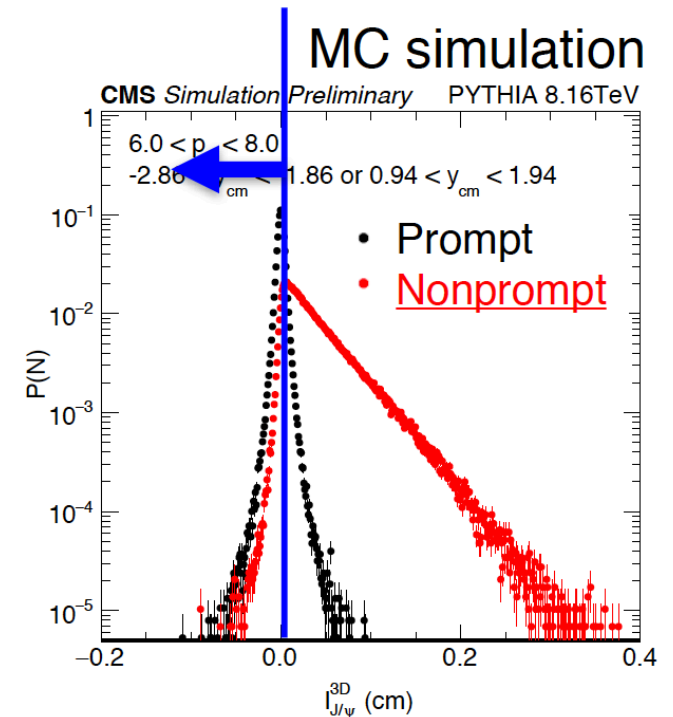 MC simulation
CMS Simulation Preliminary PYTHIA 8.16TeV
6.0 < p < 8.0
-2.86 < 1.86 or 0.94 < y_cm < 1.94
Prompt
Nonprompt
P(N)
1
10⁻¹
10⁻²
10⁻³
10⁻⁴
10⁻⁵
−0.2 0.0 0.2 0.4
l^3D_J/ψ (cm)